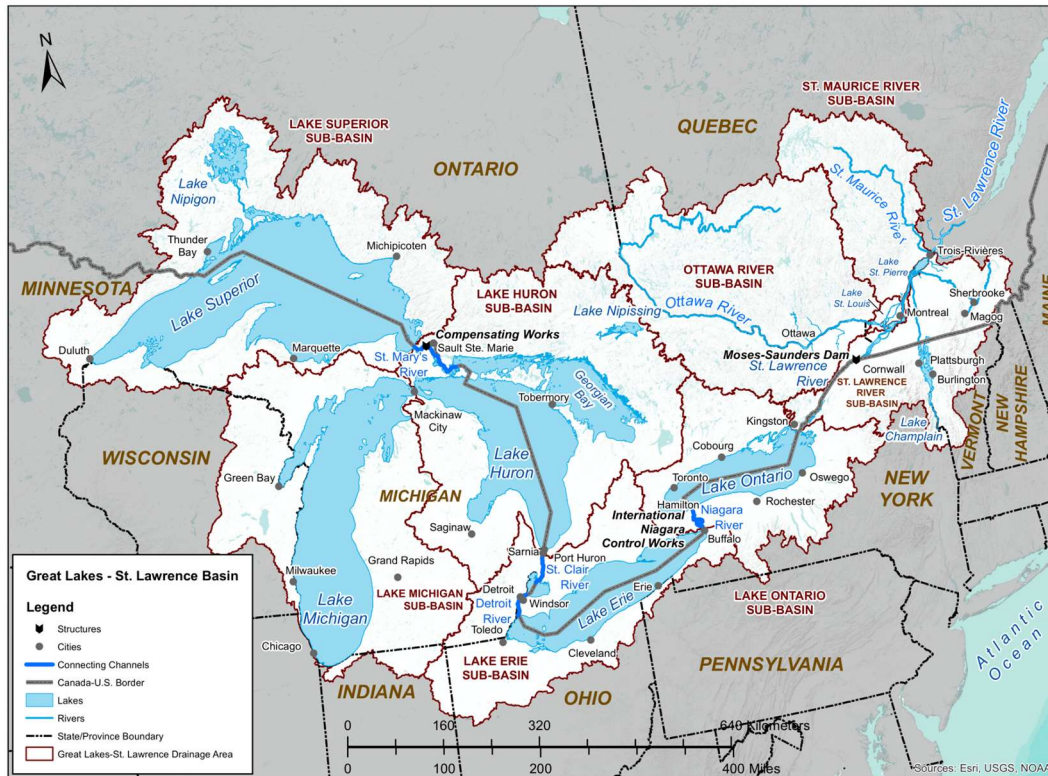 N
ST. MAURICE RIVER
SUB-BASIN
QUEBEC
LAKE SUPERIOR
SUB-BASIN
ONTARIO
St. Lawrence River
St. Maurice River
Lake
Nipigon
Thunder
Bay
Michipicoten
Trois-Rivières
Lake
St. Pierre
OTTAWA RIVER
SUB-BASIN
MINNESOTA
Lake Superior
LAKE HURON
SUB-BASIN
Lake Nipissing
Ottawa River
Lake
St. Louis
Sherbrooke
Magog
MAINE
Montreal
Compensating Works
Sault Ste. Marie
Ottawa
Duluth
Marquette
St. Mary's
River
Moses-Saunders Dam
St. Lawrence
River
Cornwall
Plattsburgh
Burlington
ST. LAWRENCE
RIVER
SUB-BASIN
Georgian
Bay
Tobermory
Mackinaw
City
Kingston
Lake
Champlain
VERMONT
NEW
HAMPSHIRE
WISCONSIN
Lake
Huron
Cobourg
Green Bay
MICHIGAN
Toronto
Lake Ontario
Oswego
Rochester
NEW
YORK
Hamilton
Niagara
River
International
Niagara
Control Works
Buffalo
Saginaw
Sarnia
Port Huron
St. Clair
River
Grand Rapids
Milwaukee
Lake
Michigan
LAKE MICHIGAN
SUB-BASIN
Detroit
Windsor
Detroit
River
Lake Erie
Erie
LAKE ONTARIO
SUB-BASIN
Toledo
Cleveland
Chicago
LAKE ERIE
SUB-BASIN
PENNSYLVANIA
Atlantic
Ocean
INDIANA
OHIO
Great Lakes - St. Lawrence Basin
Legend
Structures
Cities
Connecting Channels
Canada-U.S. Border
Lakes
Rivers
State/Province Boundary
Great Lakes-St. Lawrence Drainage Area
0 160 320 640 Kilometers
0 100 200 400 Miles
Sources: Esri, USGS, NOAA